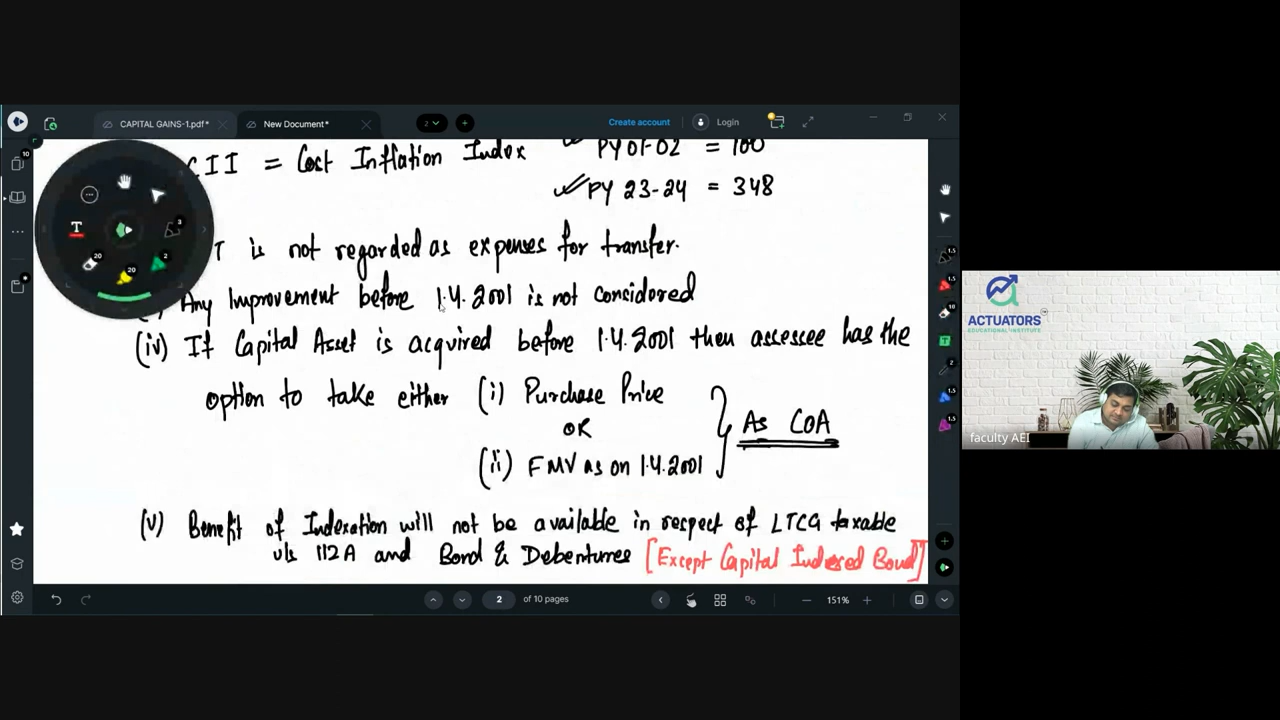 CAPITAL GAINS-1.pdf*
New Document*
2
Create account
Login
CII = Cost Inflation Index
PY 01-02 = 100
PY 23-24 = 348
T is not regarded as expenses for transfer.
Any Improvement before 1.4.2001 is not considered
(iv) If Capital Asset is acquired before 1.4.2001 then assessee has the
option to take either (i) Purchase Price
OR
(ii) FMV as on 1.4.2001
As COA
(v) Benefit of Indexation will not be available in respect of LTCG taxable
u/s 112A and Bond & Debentures [Except Capital Indexed Bond]
2 of 10 pages
151%
ACTUATORS
EDUCATIONAL INSTITUTE
faculty AEI